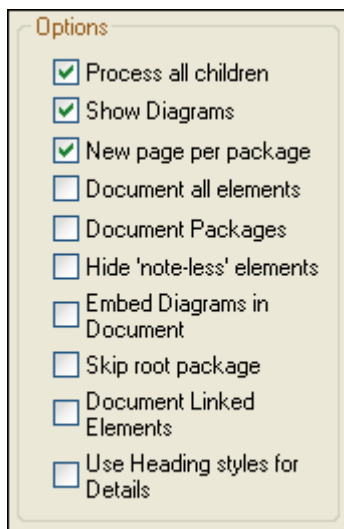 Options
Process all children
Show Diagrams
New page per package
Document all elements
Document Packages
Hide 'note-less' elements
Embed Diagrams in
Document
Skip root package
Document Linked
Elements
Use Heading styles for
Details